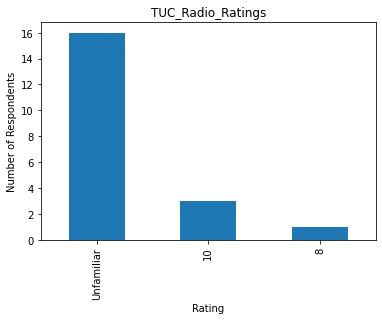 TUC_Radio_Ratings
Number of Respondents
16
14
12
10
8
6
4
2
0
Unfamiliar
10
8
Rating